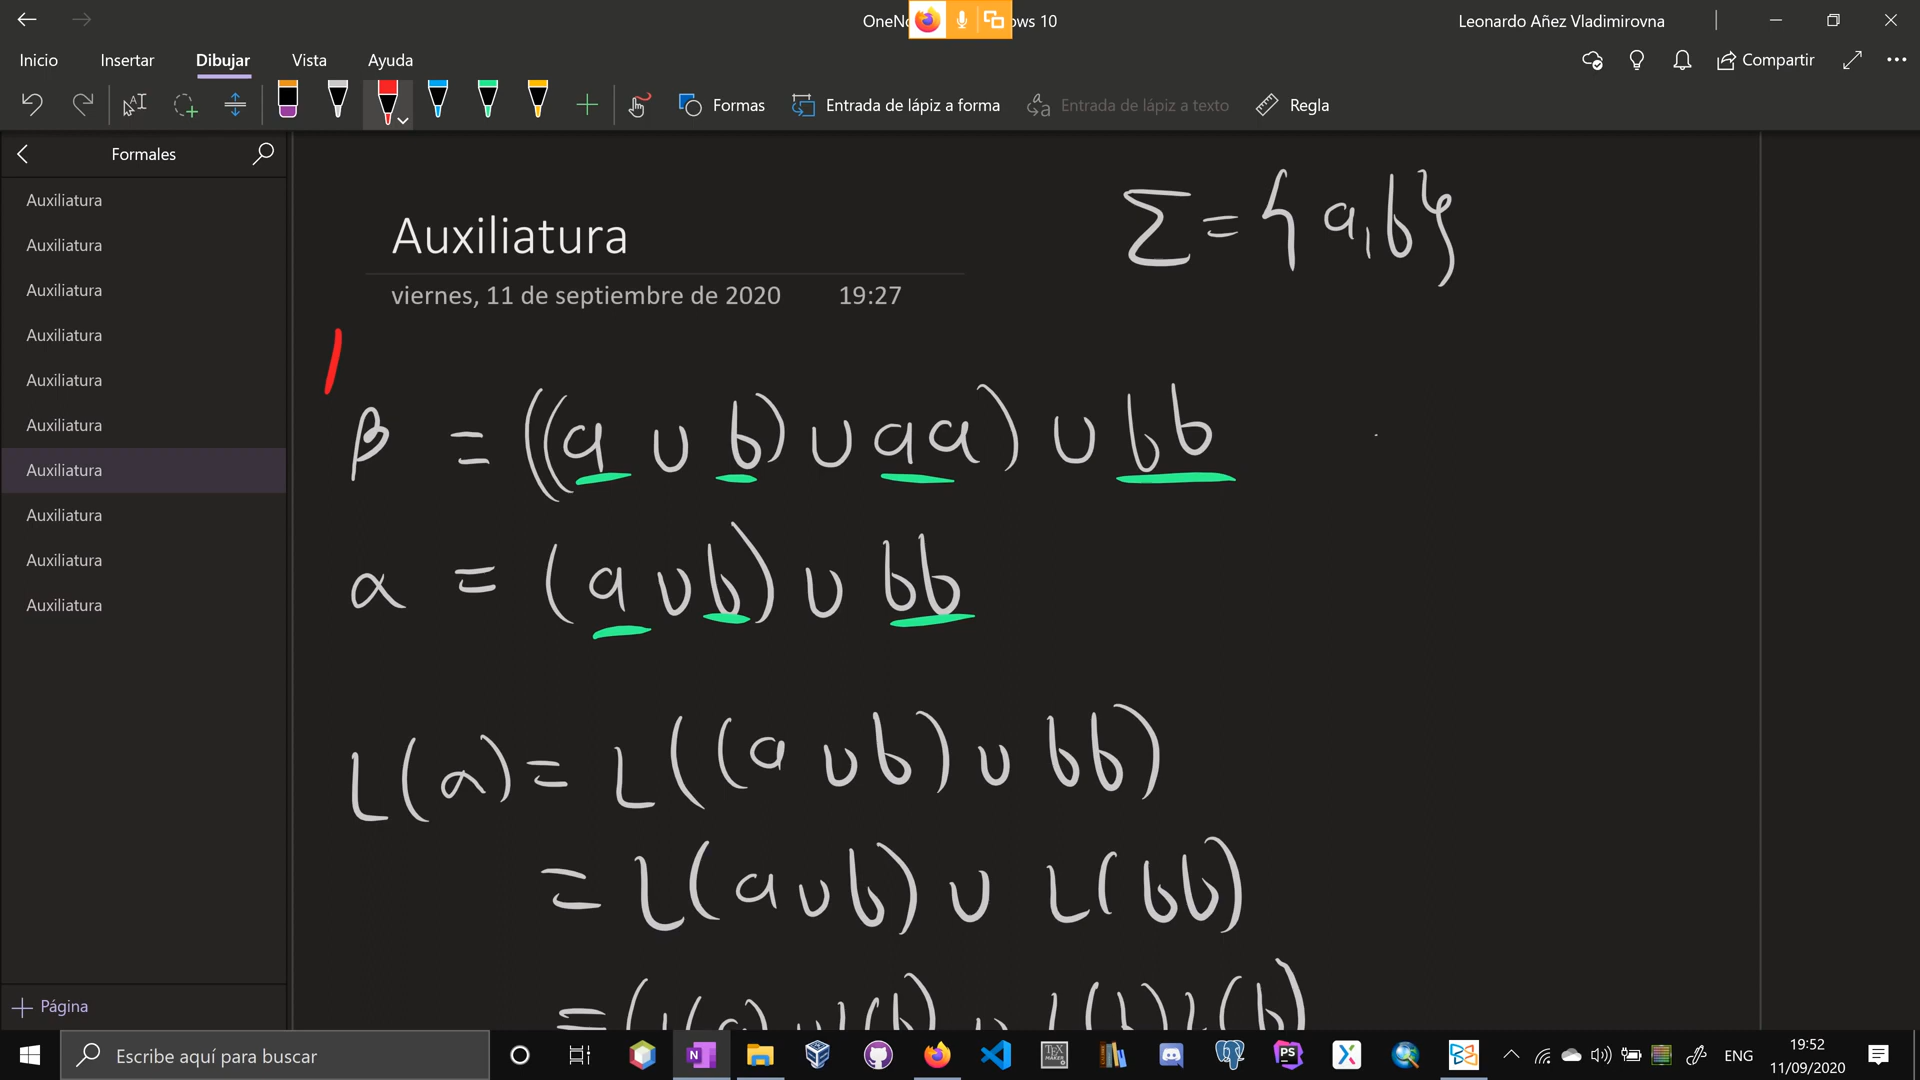 OneNo
ows 10
Leonardo Añez Vladimirovna
Inicio Insertar Dibujar Vista Ayuda
Compartir
Formas Entrada de lápiz a forma Entrada de lápiz a texto Regla
Formales
Auxiliatura
Auxiliatura
Auxiliatura
Auxiliatura
Auxiliatura
Auxiliatura
Auxiliatura
Auxiliatura
Auxiliatura
Auxiliatura
Página
Σ = { a, b }
Auxiliatura
viernes, 11 de septiembre de 2020 19:27
β = ((a ∪ b) ∪ aa) ∪ bb
α = (a ∪ b) ∪ bb
L(α) = L((a ∪ b) ∪ bb)
= L(a ∪ b) ∪ L(bb)
= (L(a) ∪ L(b) ∪ L(b)L(b)
Escribe aquí para buscar
ENG
19:52
11/09/2020